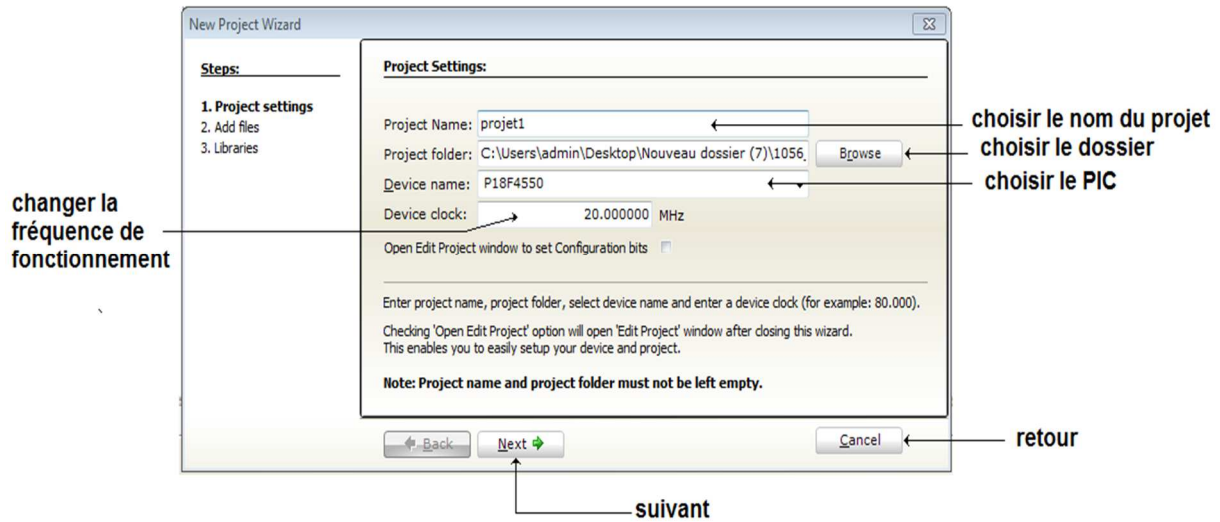 New Project Wizard
Steps:
1. Project settings
2. Add files
3. Libraries
Project Settings:
Project Name: projet1
Project folder: C:\Users\admin\Desktop\Nouveau dossier (7)\1056_ Browse
Device name: P18F4550
Device clock: 20.000000 MHz
Open Edit Project window to set Configuration bits
Enter project name, project folder, select device name and enter a device clock (for example: 80.000).
Checking 'Open Edit Project' option will open 'Edit Project' window after closing this wizard.
This enables you to easily setup your device and project.
Note: Project name and project folder must not be left empty.
Back Next Cancel
choisir le nom du projet
choisir le dossier
choisir le PIC
changer la
fréquence de
fonctionnement
retour
suivant